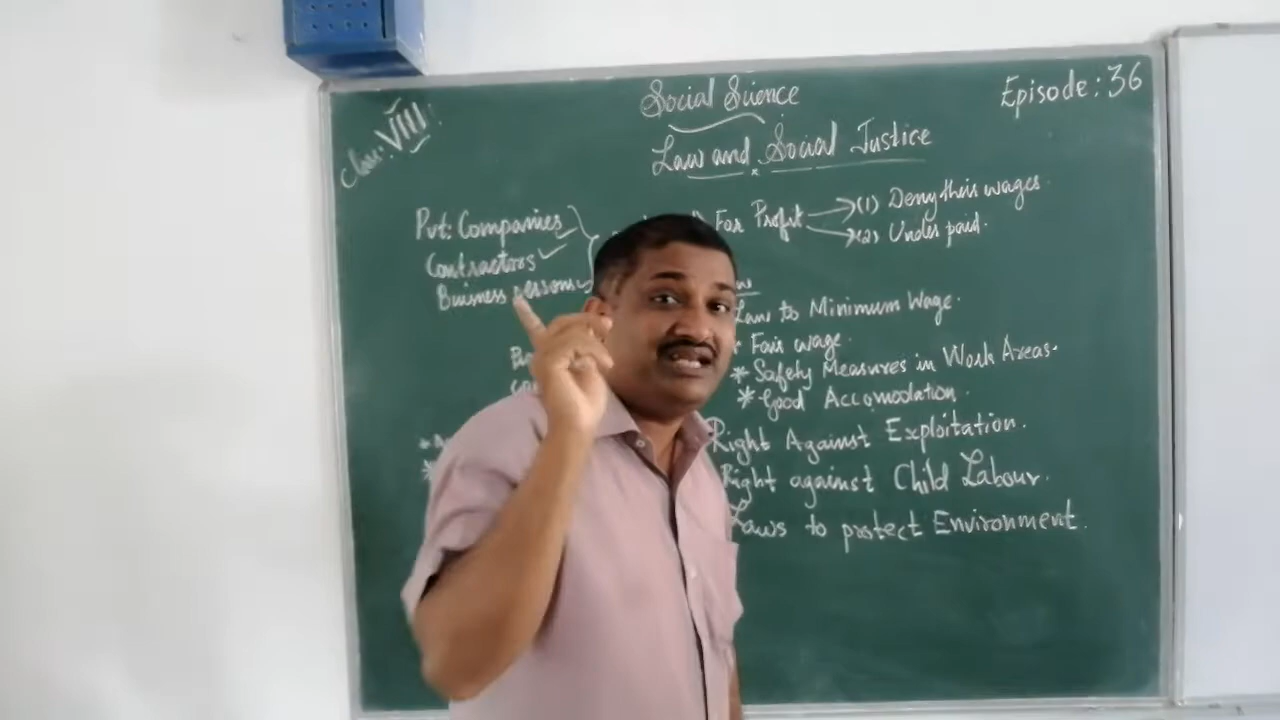 Social Science
Episode: 36
Class: VIII
Law and Social Justice
Pvt: Companies
For Profit
(1) Deny their wages
(2) Under paid.
Contractors
Business persons
Law to Minimum Wage.
* Fair wage.
* Safety Measures in Work Areas.
* Good Accomodation.
Right Against Exploitation.
Right against Child Labour.
Laws to protect Environment.